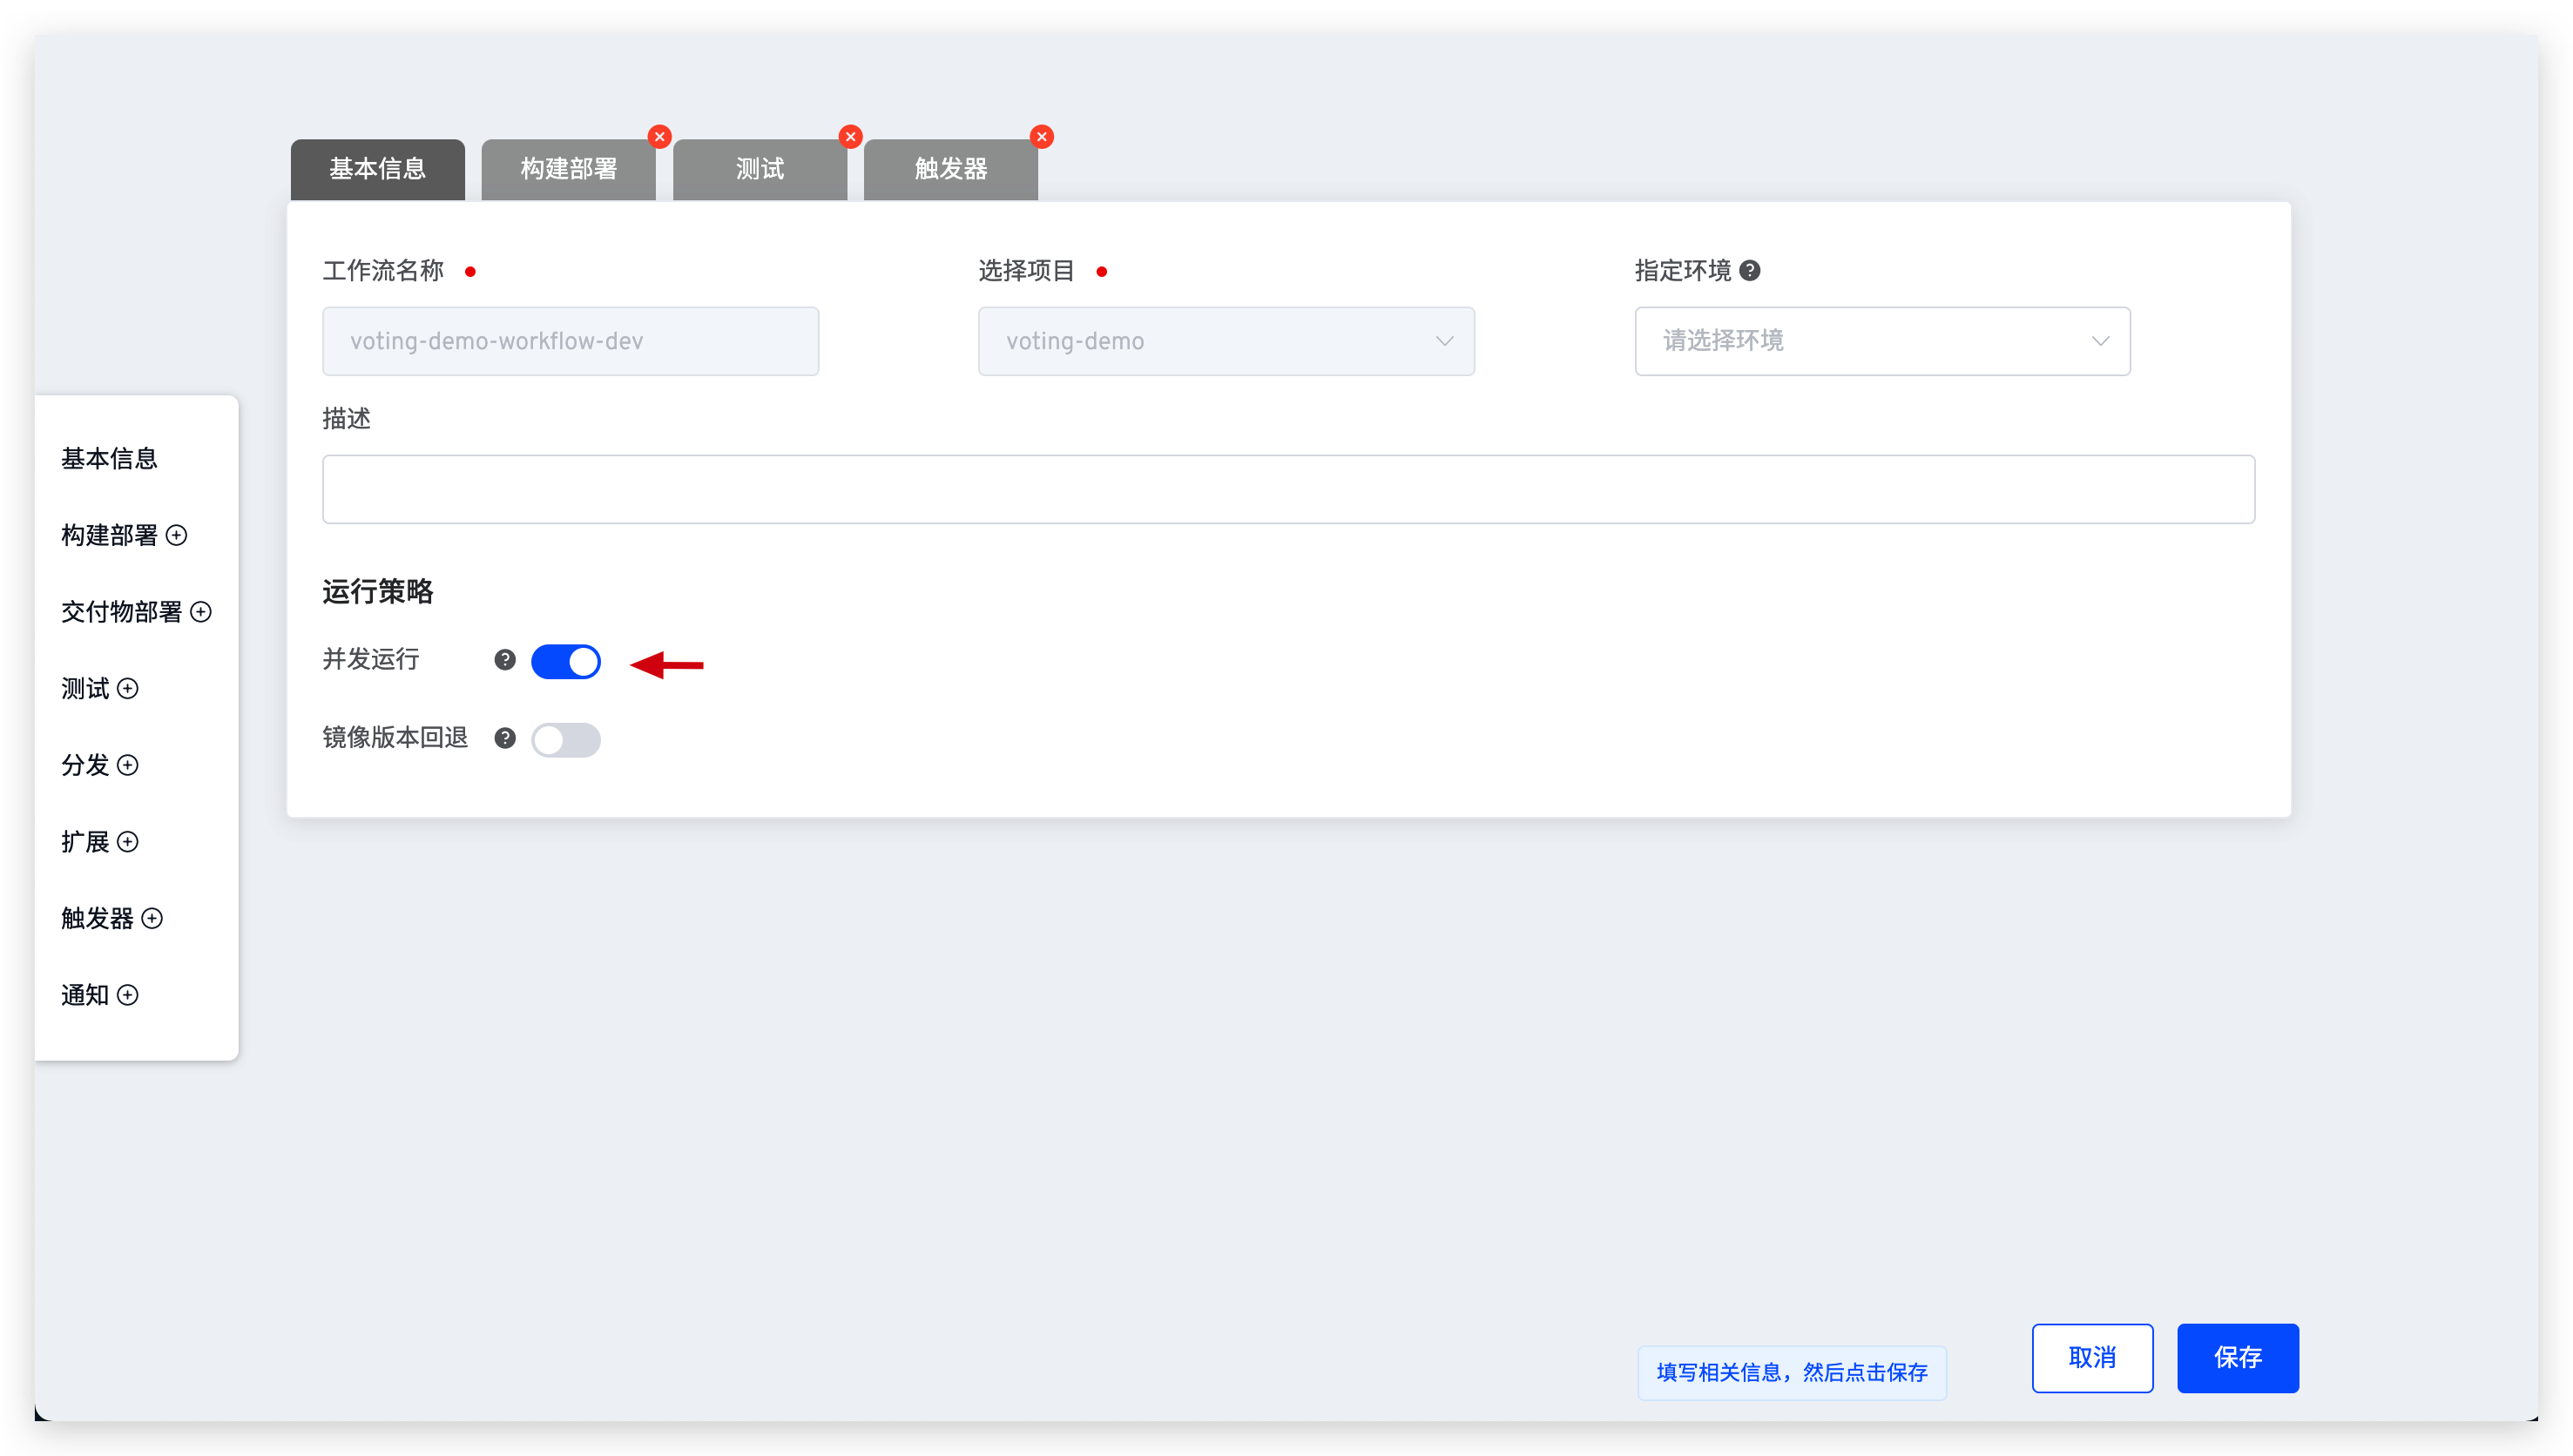 基本信息 构建部署 测试 触发器
工作流名称 选择项目 指定环境
voting-demo-workflow-dev voting-demo 请选择环境
描述
运行策略
并发运行
镜像版本回退
基本信息
构建部署
交付物部署
测试
分发
扩展
触发器
通知
填写相关信息，然后点击保存 取消 保存